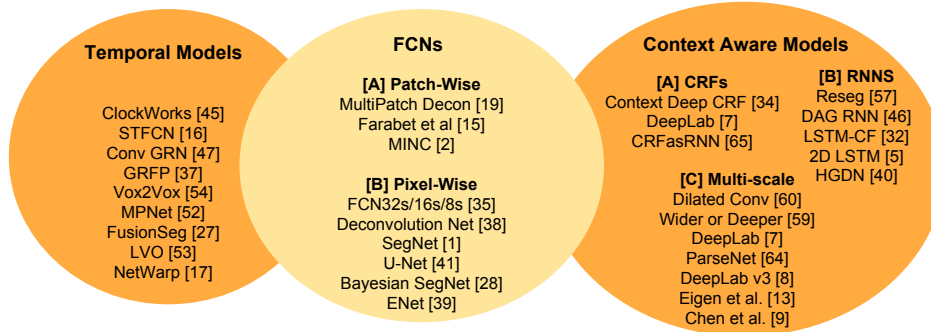 Temporal Models
ClockWorks [45]
STFCN [16]
Conv GRN [47]
GRFP [37]
Vox2Vox [54]
MPNet [52]
FusionSeg [27]
LVO [53]
NetWarp [17]
FCNs
[A] Patch-Wise
MultiPatch Decon [19]
Farabet et al [15]
MINC [2]
[B] Pixel-Wise
FCN32s/16s/8s [35]
Deconvolution Net [38]
SegNet [1]
U-Net [41]
Bayesian SegNet [28]
ENet [39]
Context Aware Models
[A] CRFs
Context Deep CRF [34]
DeepLab [7]
CRFasRNN [65]
[B] RNNS
Reseg [57]
DAG RNN [46]
LSTM-CF [32]
2D LSTM [5]
HGDN [40]
[C] Multi-scale
Dilated Conv [60]
Wider or Deeper [59]
DeepLab [7]
ParseNet [64]
DeepLab v3 [8]
Eigen et al. [13]
Chen et al. [9]